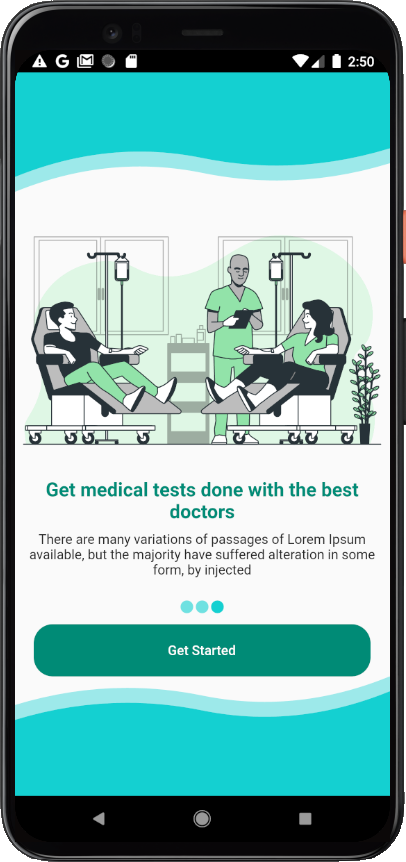 2:50
Get medical tests done with the best
doctors
There are many variations of passages of Lorem Ipsum
available, but the majority have suffered alteration in some
form, by injected
Get Started